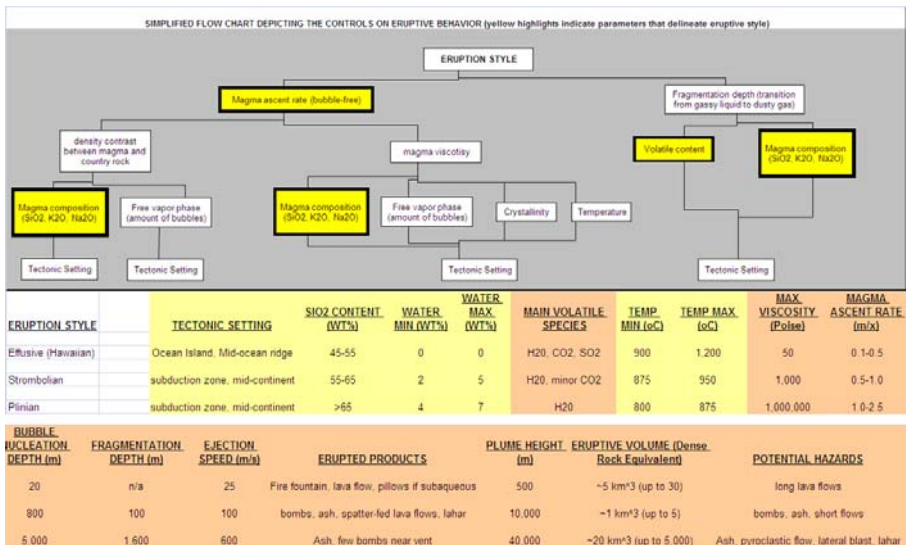 SIMPLIFIED FLOW CHART DEPICTING THE CONTROLS ON ERUPTIVE BEHAVIOR (yellow highlights indicate parameters that delineate eruptive style)
ERUPTION STYLE
Magma ascent rate (bubble-free)
Fragmentation depth (transition
from gassy liquid to dusty gas)
density contrast
between magma and
country rock
magma viscotisy
Volatile content
Magma composition
(SiO2, K2O, Na2O)
Magma composition
(SiO2, K2O, Na2O)
Free vapor phase
(amount of bubbles)
Magma composition
(SiO2, K2O, Na2O)
Free vapor phase
(amount of bubbles)
Crystallinity
Temperature
Tectonic Setting
Tectonic Setting
Tectonic Setting
Tectonic Setting
ERUPTION STYLE TECTONIC SETTING SIO2 CONTENT (WT%) WATER MIN (WT%) WATER MAX (WT%) MAIN VOLATILE SPECIES TEMP MIN (oC) TEMP MAX (oC) MAX VISCOSITY (Poise) MAGMA ASCENT RATE (m/x)
Effusive (Hawaiian) Ocean Island, Mid-ocean ridge 45-55 0 0 H20, CO2, SO2 900 1,200 50 0.1-0.5
Strombolian subduction zone, mid-continent 55-65 2 5 H20, minor CO2 875 950 1,000 0.5-1.0
Plinian subduction zone, mid-continent >65 4 7 H20 800 875 1,000,000 1.0-2.5
BUBBLE NUCLEATION DEPTH (m) FRAGMENTATION DEPTH (m) EJECTION SPEED (m/s) ERUPTED PRODUCTS PLUME HEIGHT (m) ERUPTIVE VOLUME (Dense Rock Equivalent) POTENTIAL HAZARDS
20 n/a 25 Fire fountain, lava flow, pillows if subaqueous 500 ~5 km^3 (up to 30) long lava flows
800 100 100 bombs, ash, spatter-fed lava flows, lahar 10,000 ~1 km^3 (up to 5) bombs, ash, short flows
5,000 1,600 600 Ash, few bombs near vent 40,000 ~20 km^3 (up to 5,000) Ash, pyroclastic flow, lateral blast, lahar